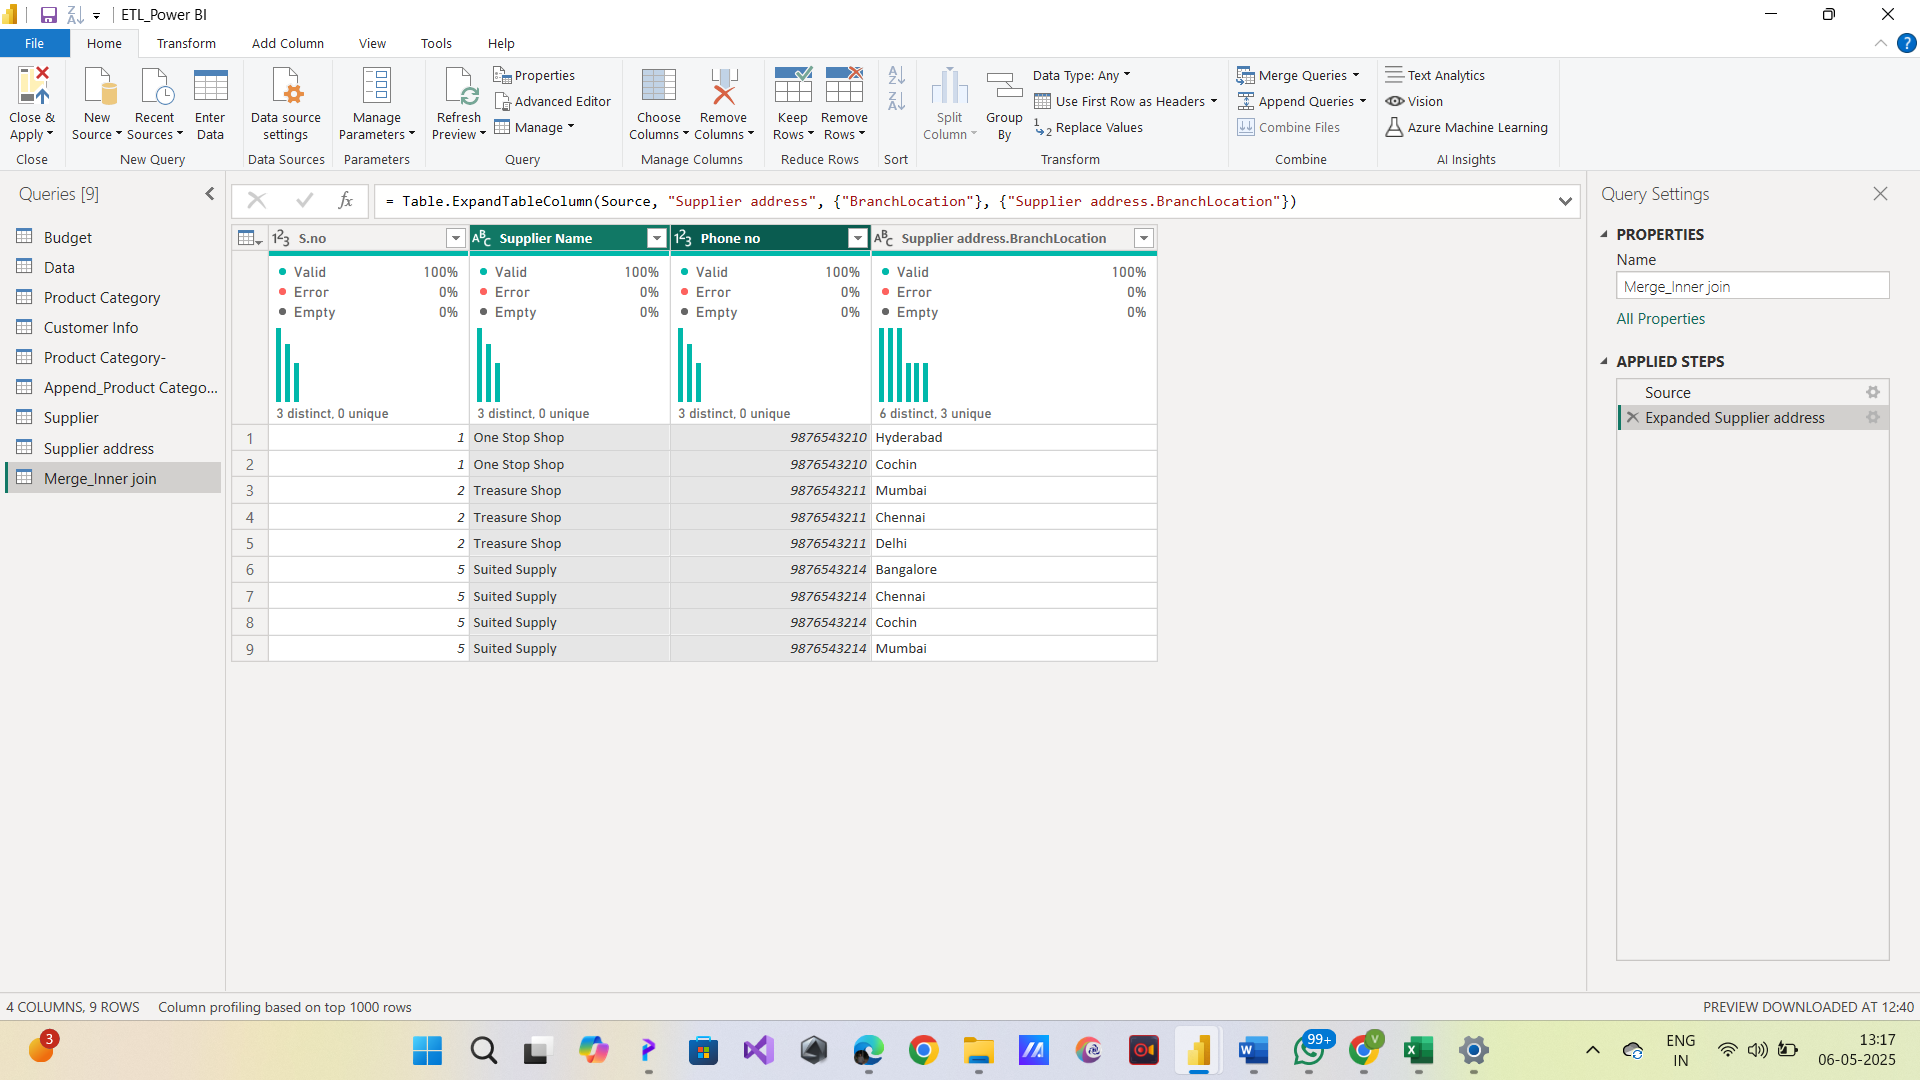 ETL_Power BI
File Home Transform Add Column View Tools Help
Close & Apply
New Source
Recent Sources
Enter Data
Data source settings
Manage Parameters
Refresh Preview
Properties
Advanced Editor
Manage
Choose Columns
Remove Columns
Keep Rows
Remove Rows
Split Column
Group By
Data Type: Any
Use First Row as Headers
Replace Values
Merge Queries
Append Queries
Combine Files
Text Analytics
Vision
Azure Machine Learning
Close New Query Data Sources Parameters Query Manage Columns Reduce Rows Sort Transform Combine AI Insights
Queries [9]
Budget
Data
Product Category
Customer Info
Product Category-
Append_Product Catego...
Supplier
Supplier address
Merge_Inner join
fx = Table.ExpandTableColumn(Source, "Supplier address", {"BranchLocation"}, {"Supplier address.BranchLocation"})
123 S.no ABC Supplier Name 123 Phone no ABC Supplier address.BranchLocation
Valid 100% Valid 100% Valid 100% Valid 100%
Error 0% Error 0% Error 0% Error 0%
Empty 0% Empty 0% Empty 0% Empty 0%
3 distinct, 0 unique 3 distinct, 0 unique 3 distinct, 0 unique 6 distinct, 3 unique
1 1 One Stop Shop 9876543210 Hyderabad
2 1 One Stop Shop 9876543210 Cochin
3 2 Treasure Shop 9876543211 Mumbai
4 2 Treasure Shop 9876543211 Chennai
5 2 Treasure Shop 9876543211 Delhi
6 5 Suited Supply 9876543214 Bangalore
7 5 Suited Supply 9876543214 Chennai
8 5 Suited Supply 9876543214 Cochin
9 5 Suited Supply 9876543214 Mumbai
Query Settings
PROPERTIES
Name
Merge_Inner join
All Properties
APPLIED STEPS
Source
Expanded Supplier address
4 COLUMNS, 9 ROWS Column profiling based on top 1000 rows
PREVIEW DOWNLOADED AT 12:40
3
99+
V
ENG
IN
13:17
06-05-2025